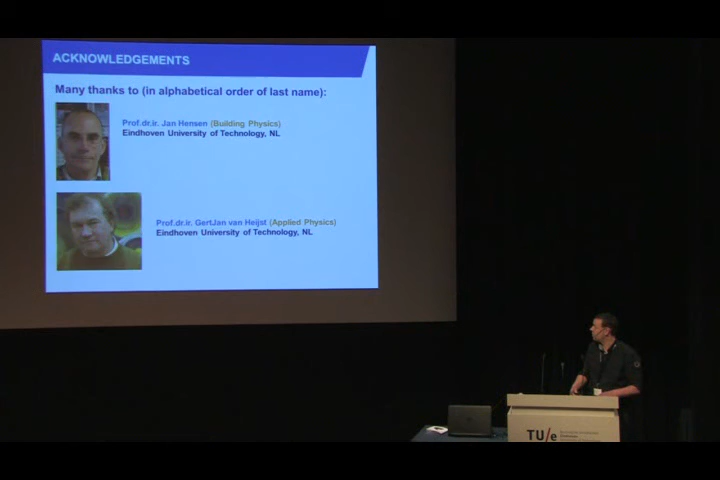 ACKNOWLEDGEMENTS
Many thanks to (in alphabetical order of last name):
Prof.dr.ir. Jan Hensen (Building Physics)
Eindhoven University of Technology, NL
Prof.dr.ir. GertJan van Heijst (Applied Physics)
Eindhoven University of Technology, NL
TU/e